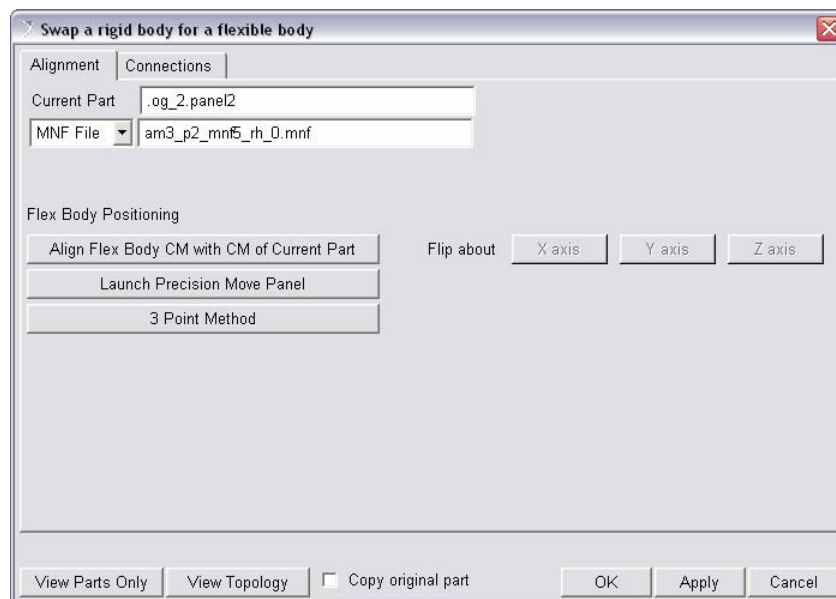 Swap a rigid body for a flexible body
Alignment Connections
Current Part .og_2.panel2
MNF File am3_p2_mnf5_rh_0.mnf
Flex Body Positioning
Align Flex Body CM with CM of Current Part Flip about X axis Y axis Z axis
Launch Precision Move Panel
3 Point Method
View Parts Only View Topology Copy original part OK Apply Cancel